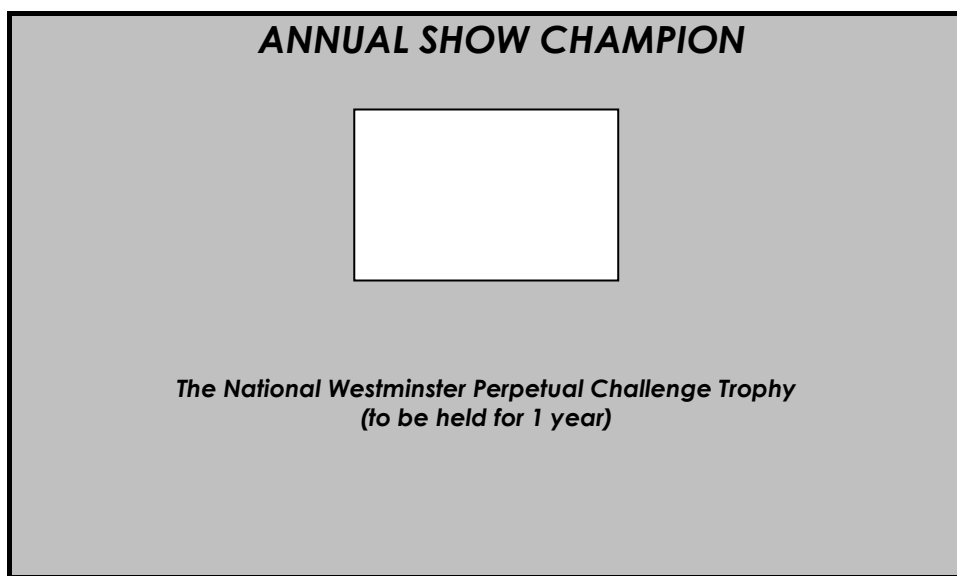 ANNUAL SHOW CHAMPION
The National Westminster Perpetual Challenge Trophy
(to be held for 1 year)